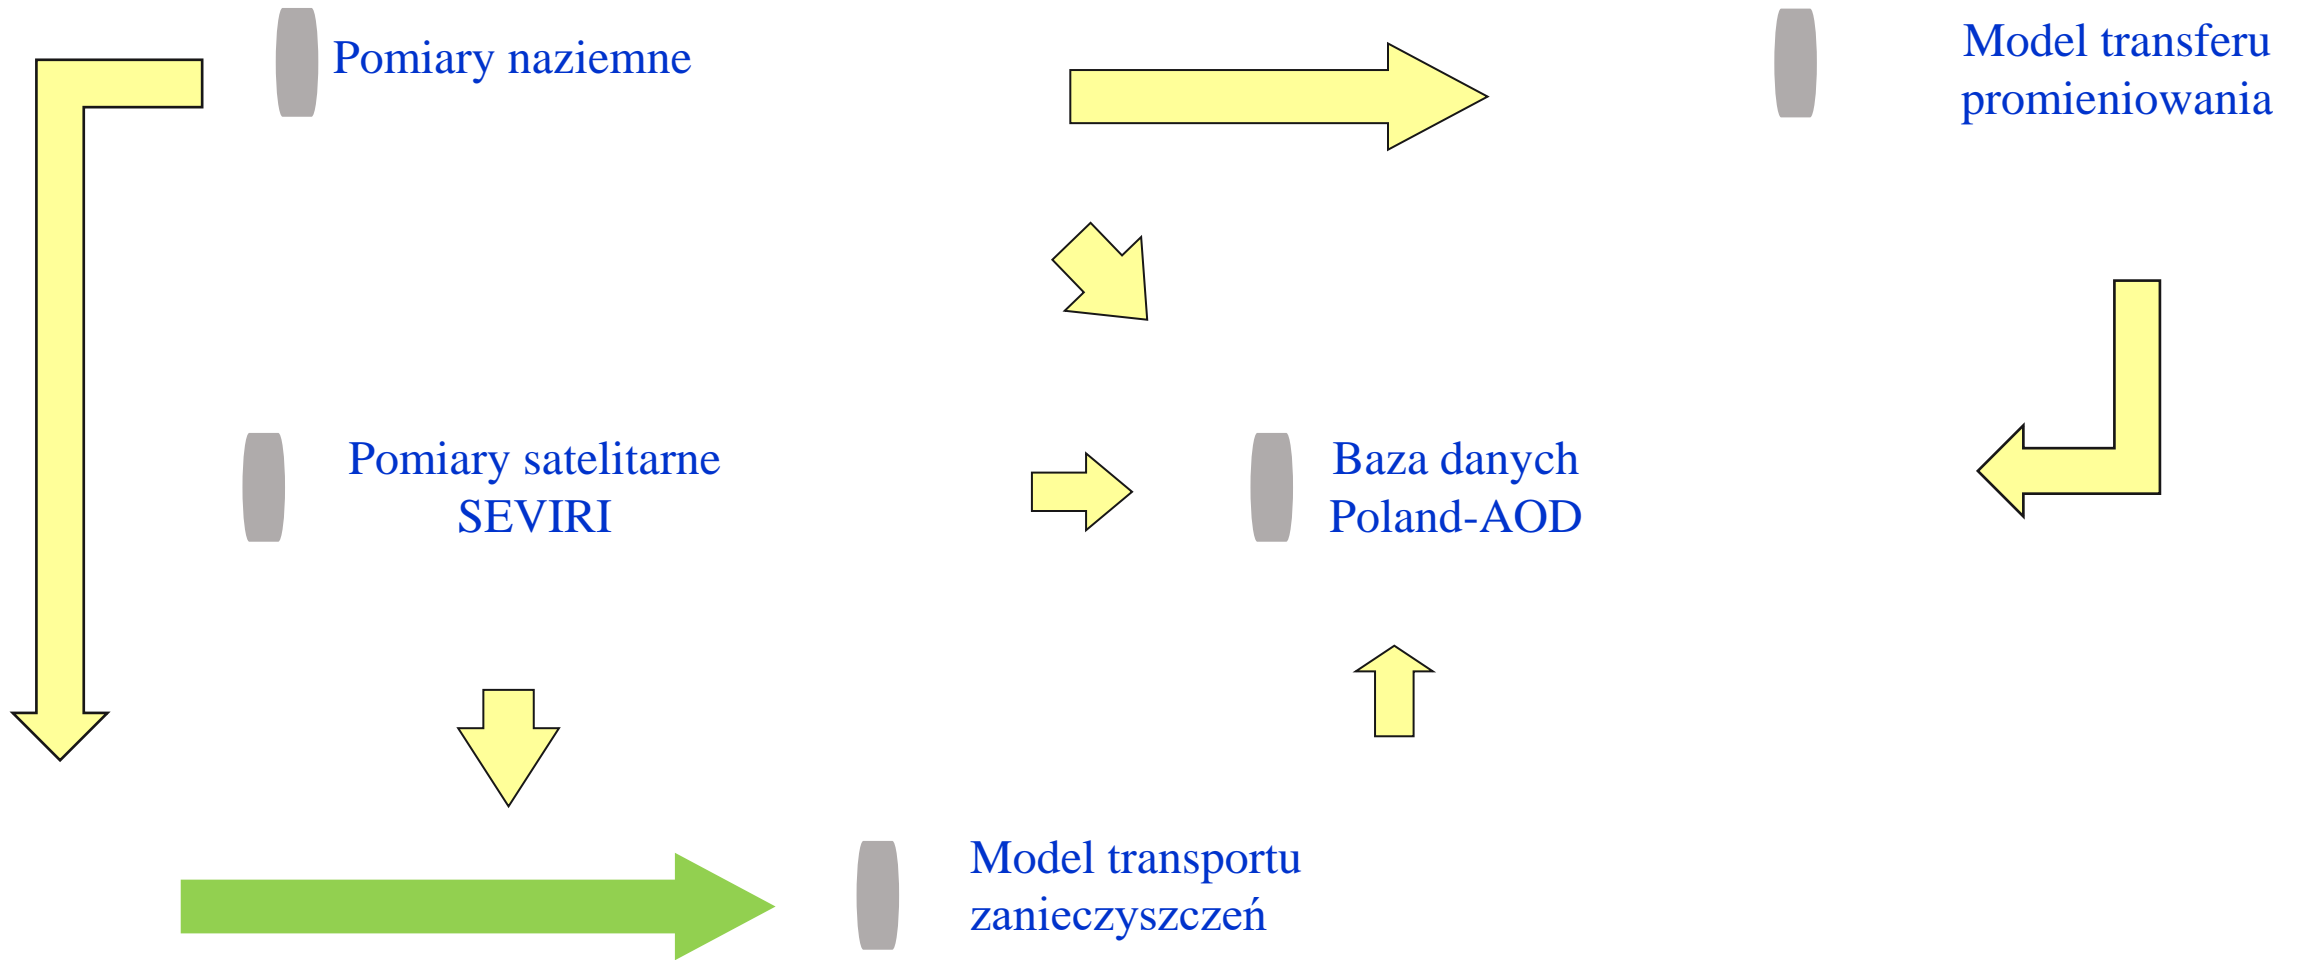 Pomiary naziemne
Model transferu
promieniowania
Pomiary satelitarne
SEVIRI
Baza danych
Poland-AOD
Model transportu
zanieczyszczeń